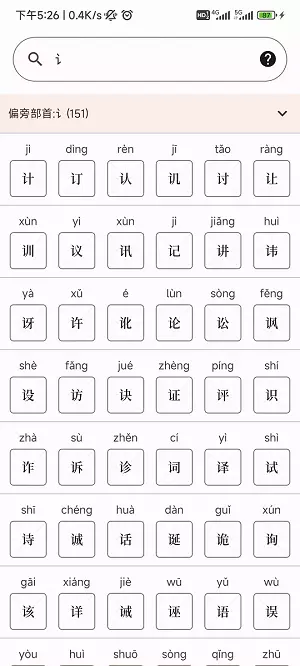 下午5:26 | 0.4K/s
HD 4G 5G 87
讠
偏旁部首:讠(151)
jì dìng rèn jī tǎo ràng
计 订 认 讥 讨 让
xùn yì xùn jì jiǎng huì
训 议 讯 记 讲 讳
yà xǔ é lùn sòng fěng
讶 许 讹 论 讼 讽
shè fǎng jué zhèng píng shí
设 访 诀 证 评 识
zhà sù zhěn cí yì shì
诈 诉 诊 词 译 试
shī chéng huà dàn guǐ xún
诗 诚 话 诞 诡 询
gāi xiáng jiè wū yǔ wù
该 详 诫 诬 语 误
yòu huì shuō sòng qǐng zhū